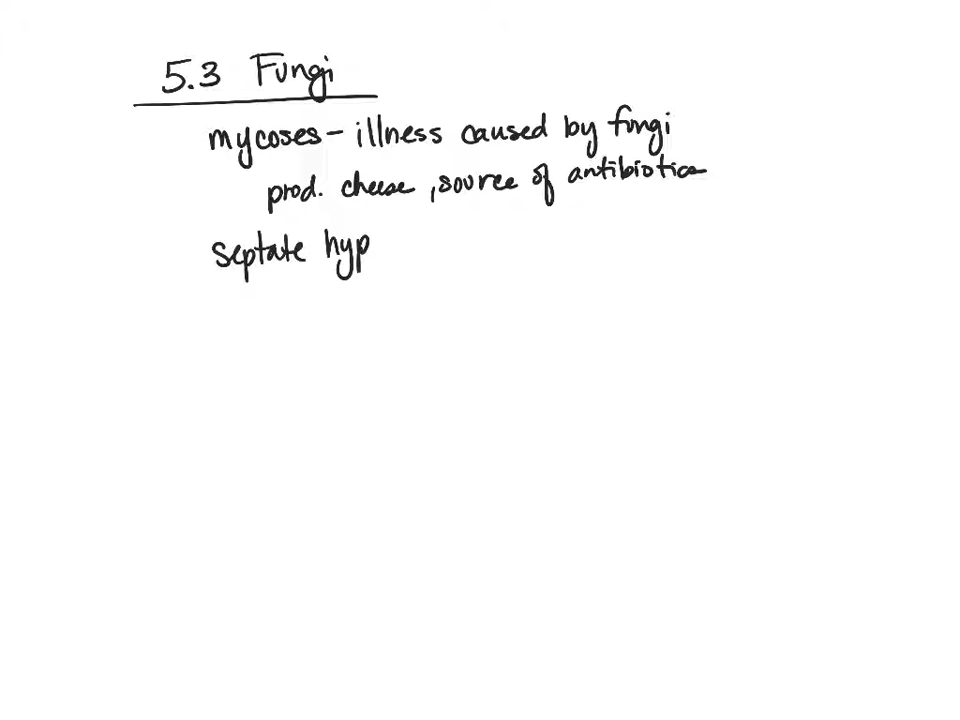 5.3 Fungi
mycoses - illness caused by fungi
prod. cheese, source of antibiotics
septate hyp